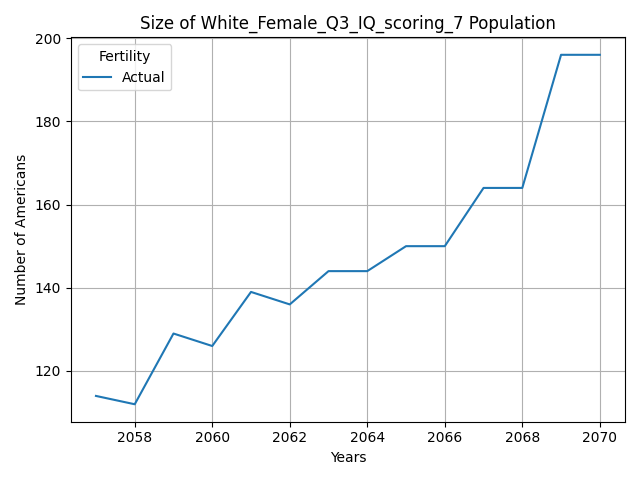 Size of White_Female_Q3_IQ_scoring_7 Population
Fertility
Actual
Number of Americans
200
180
160
140
120
2058 2060 2062 2064 2066 2068 2070
Years